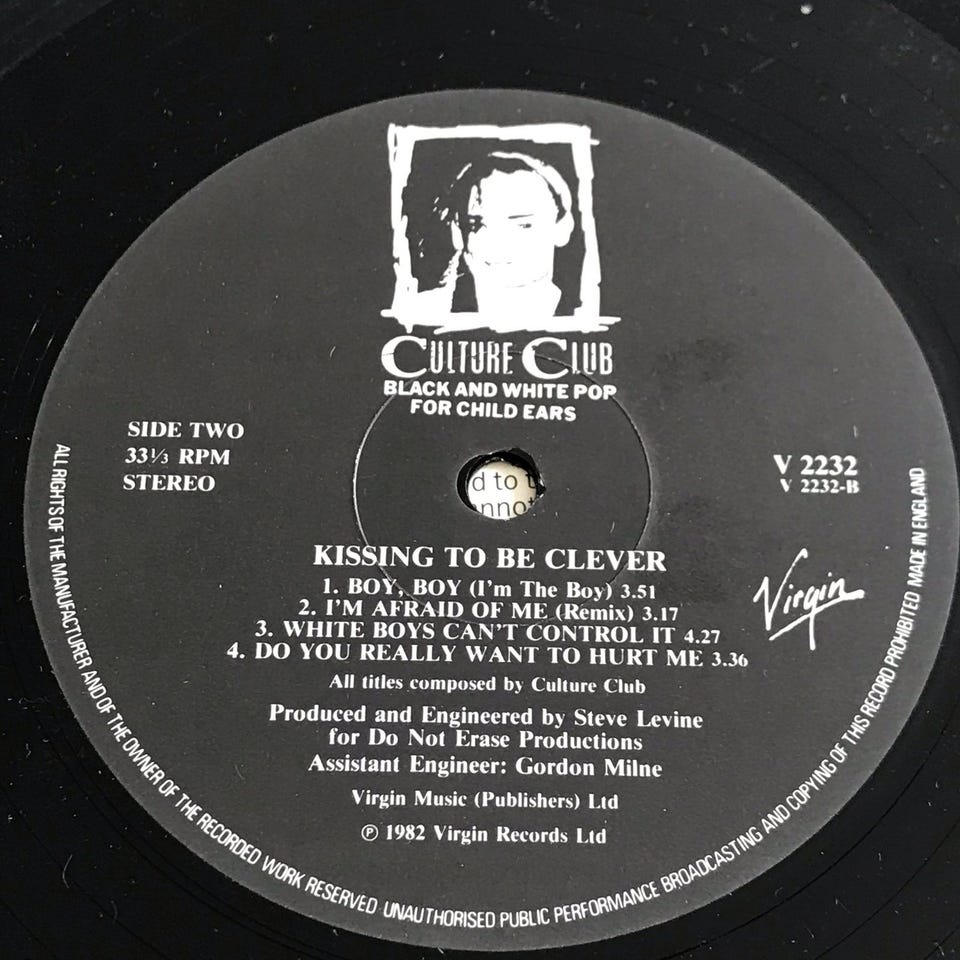 CULTURE CLUB
BLACK AND WHITE POP
FOR CHILD EARS
SIDE TWO
33⅓ RPM
STEREO
V 2232
V 2232-B
d to t
nnot
KISSING TO BE CLEVER
1. BOY, BOY (I'm The Boy) 3.51
2. I'M AFRAID OF ME (Remix) 3.17
3. WHITE BOYS CAN'T CONTROL IT 4.27
4. DO YOU REALLY WANT TO HURT ME 3.36
All titles composed by Culture Club
Produced and Engineered by Steve Levine
for Do Not Erase Productions
Assistant Engineer: Gordon Milne
Virgin Music (Publishers) Ltd
℗ 1982 Virgin Records Ltd
Virgin
ALL RIGHTS OF THE MANUFACTURER AND OF THE OWNER OF THE RECORDED WORK RESERVED UNAUTHORISED PUBLIC PERFORMANCE BROADCASTING AND COPYING OF THIS RECORD PROHIBITED MADE IN ENGLAND